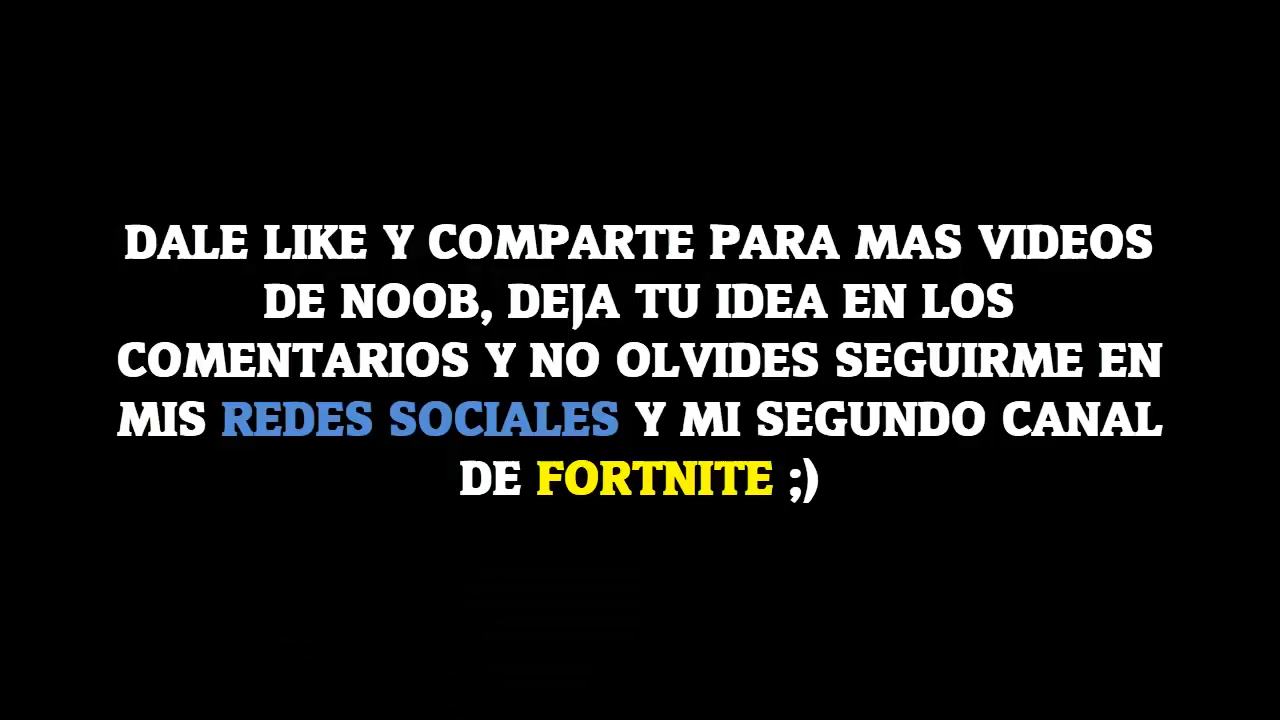 DALE LIKE Y COMPARTE PARA MAS VIDEOS
DE NOOB, DEJA TU IDEA EN LOS
COMENTARIOS Y NO OLVIDES SEGUIRME EN
MIS REDES SOCIALES Y MI SEGUNDO CANAL
DE FORTNITE ;)